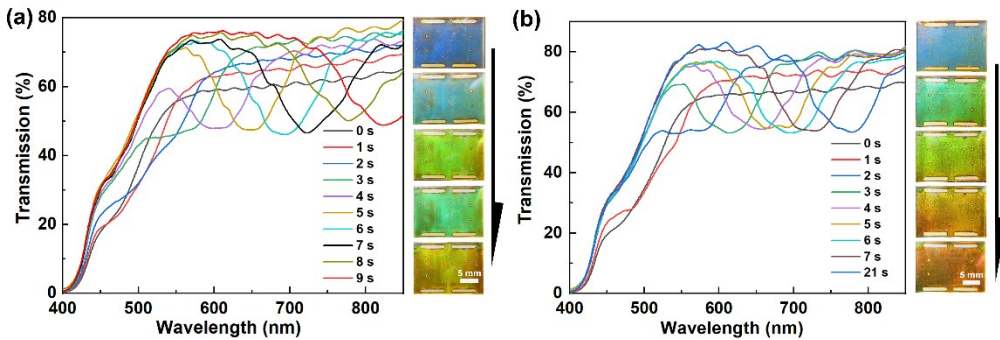 (a)
Transmission (%)
80
60
40
20
0
0 s
1 s
2 s
3 s
4 s
5 s
6 s
7 s
8 s
9 s
400 500 600 700 800
Wavelength (nm)
5 mm
(b)
Transmission (%)
80
60
40
20
0
0 s
1 s
2 s
3 s
4 s
5 s
6 s
7 s
21 s
400 500 600 700 800
Wavelength (nm)
5 mm